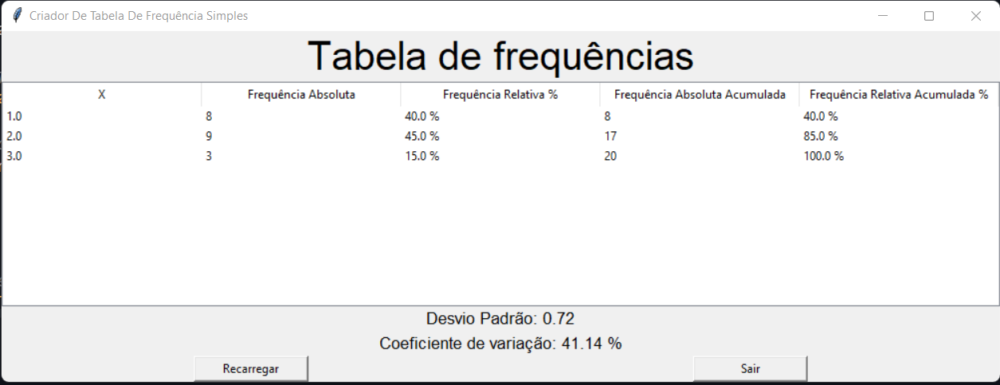 Criador De Tabela De Frequência Simples
Tabela de frequências
X Frequência Absoluta Frequência Relativa % Frequência Absoluta Acumulada Frequência Relativa Acumulada %
1.0 8 40.0 % 8 40.0 %
2.0 9 45.0 % 17 85.0 %
3.0 3 15.0 % 20 100.0 %
Desvio Padrão: 0.72
Coeficiente de variação: 41.14 %
Recarregar Sair